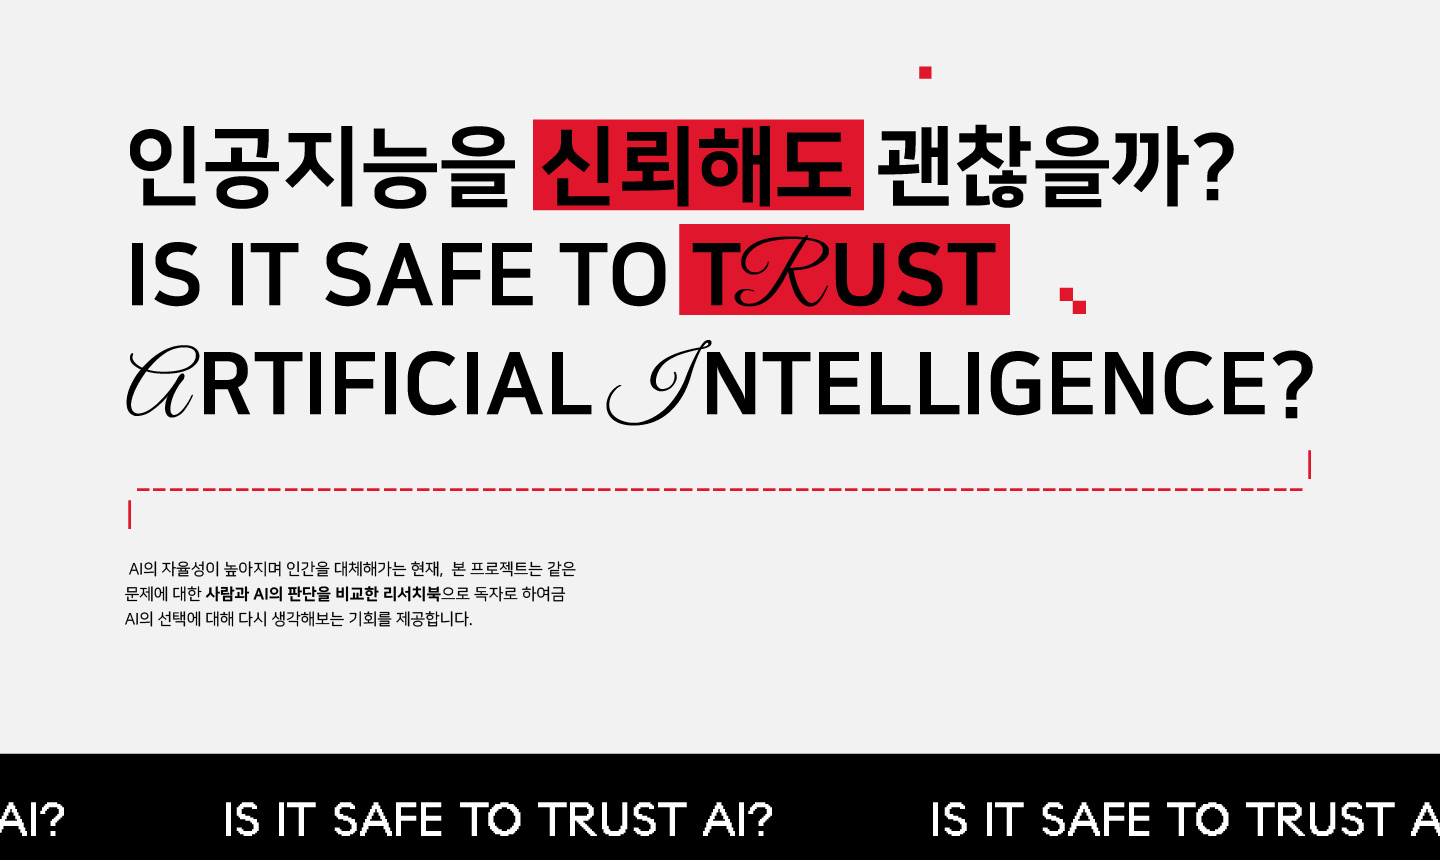 인공지능을 신뢰해도 괜찮을까?
IS IT SAFE TO TRUST
ARTIFICIAL INTELLIGENCE?
AI의 자율성이 높아지며 인간을 대체해가는 현재, 본 프로젝트는 같은
문제에 대한 사람과 AI의 판단을 비교한 리서치북으로 독자로 하여금
AI의 선택에 대해 다시 생각해보는 기회를 제공합니다.
AI? IS IT SAFE TO TRUST AI? IS IT SAFE TO TRUST A